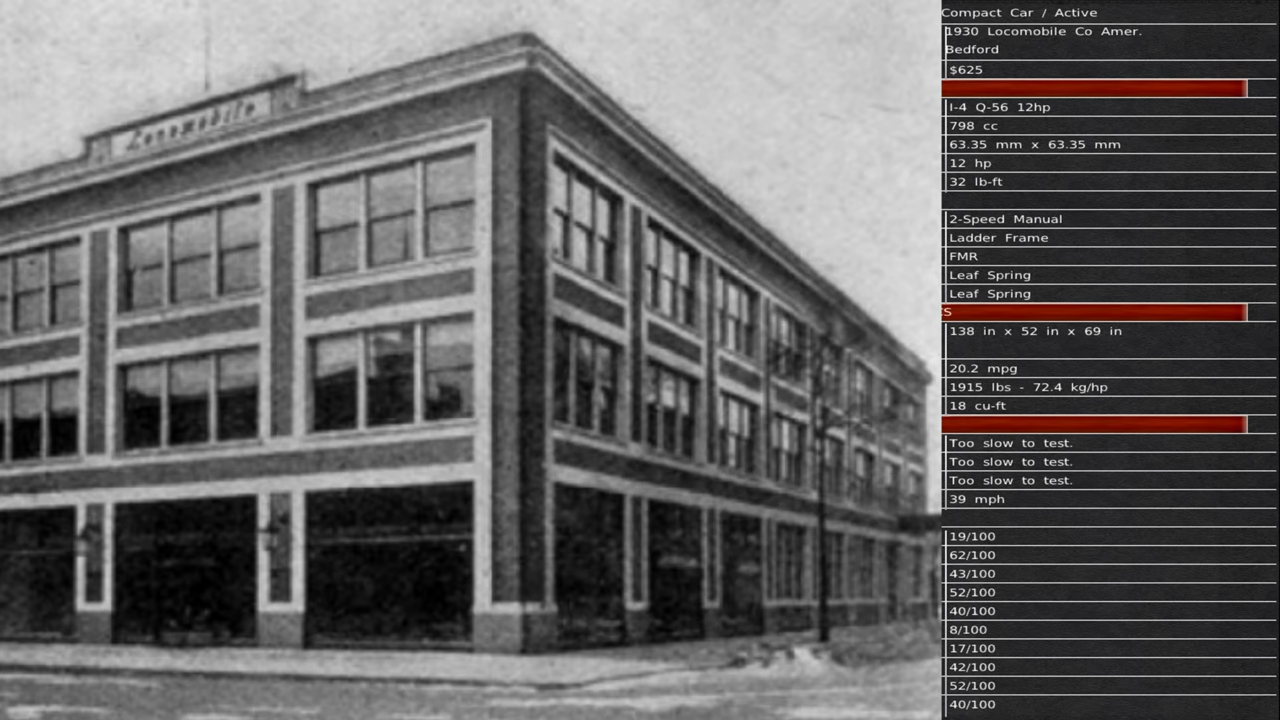 Locomobile
Compact Car / Active
1930 Locomobile Co Amer.
Bedford
$625
I-4 Q-56 12hp
798 cc
63.35 mm x 63.35 mm
12 hp
32 lb-ft
2-Speed Manual
Ladder Frame
FMR
Leaf Spring
Leaf Spring
S
138 in x 52 in x 69 in
20.2 mpg
1915 lbs - 72.4 kg/hp
18 cu-ft
Too slow to test.
Too slow to test.
Too slow to test.
39 mph
19/100
62/100
43/100
52/100
40/100
8/100
17/100
42/100
52/100
40/100